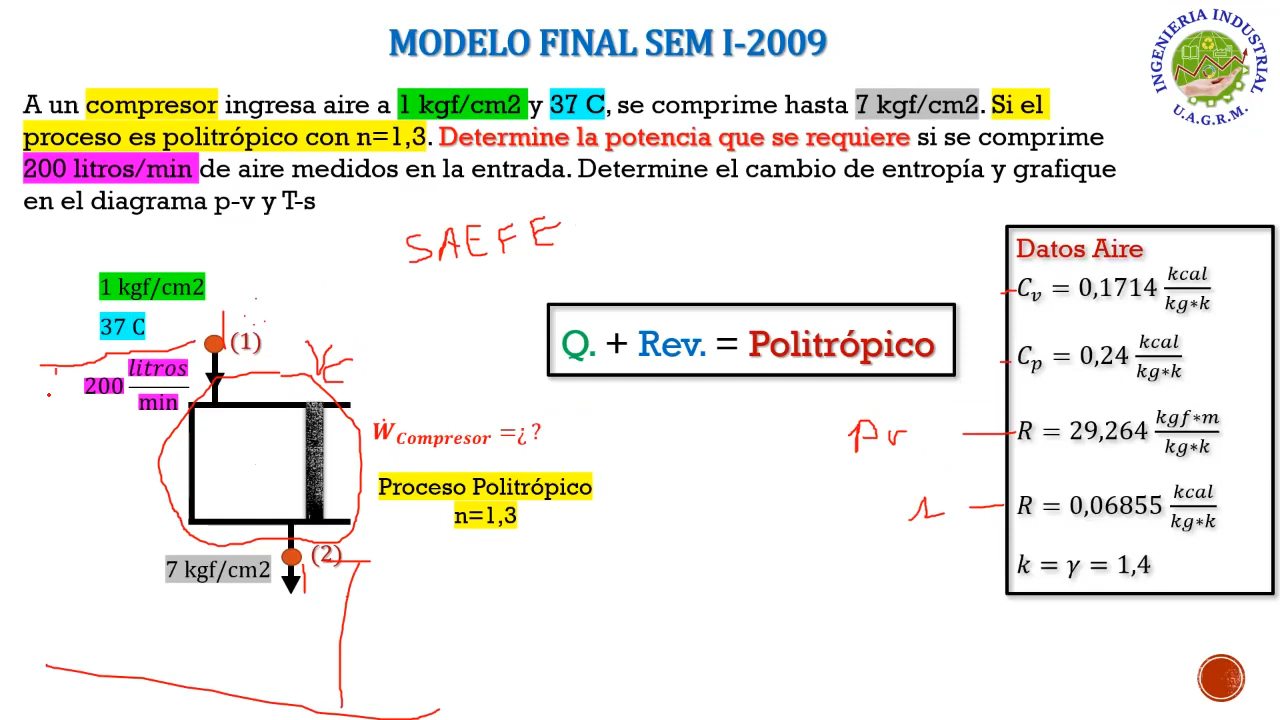 MODELO FINAL SEM I-2009
INGENIERIA INDUSTRIAL
U.A.G.R.M.
A un compresor ingresa aire a 1 kgf/cm2 y 37 C, se comprime hasta 7 kgf/cm2. Si el
proceso es politrópico con n=1,3. Determine la potencia que se requiere si se comprime
200 litros/min de aire medidos en la entrada. Determine el cambio de entropía y grafique
en el diagrama p-v y T-s
SAEFE
1 kgf/cm2
37 C
(1)
200 litros/min
VC
Ẇ_Compresor =¿ ?
Proceso Politrópico
n=1,3
(2)
7 kgf/cm2
Q. + Rev. = Politrópico
Pv
Datos Aire
C_v = 0,1714 kcal/kg*k
C_p = 0,24 kcal/kg*k
R = 29,264 kgf*m/kg*k
R = 0,06855 kcal/kg*k
k = γ = 1,4